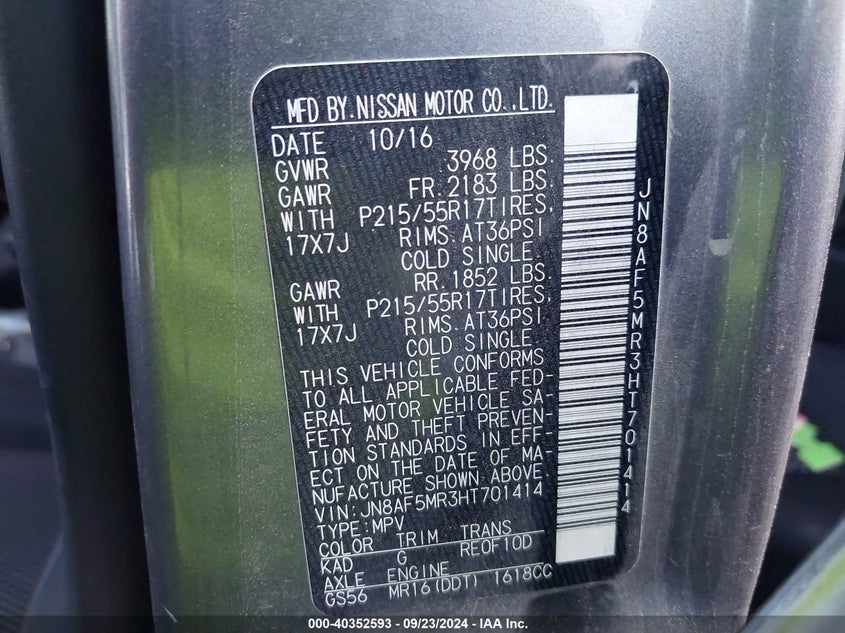 MFD BY.NISSAN MOTOR CO.,LTD.
DATE 10/16
GVWR 3968 LBS.
GAWR FR.2183 LBS.
WITH P215/55R17TIRES,
17X7J RIMS.AT36PSI
COLD SINGLE
GAWR RR.1852 LBS.
WITH P215/55R17TIRES,
17X7J RIMS.AT36PSI
COLD SINGLE
THIS VEHICLE CONFORMS
TO ALL APPLICABLE FED-
ERAL MOTOR VEHICLE SA-
FETY AND THEFT PREVEN-
TION STANDARDS IN EFF-
ECT ON THE DATE OF MA-
NUFACTURE SHOWN ABOVE.
VIN:JN8AF5MR3HT701414
TYPE:MPV
COLOR TRIM TRANS
KAD G RE0F10D
AXLE ENGINE
GS56 MR16(DDT) 1618CC
JN8AF5MR3HT701414
000-40352593 - 09/23/2024 - IAA Inc.